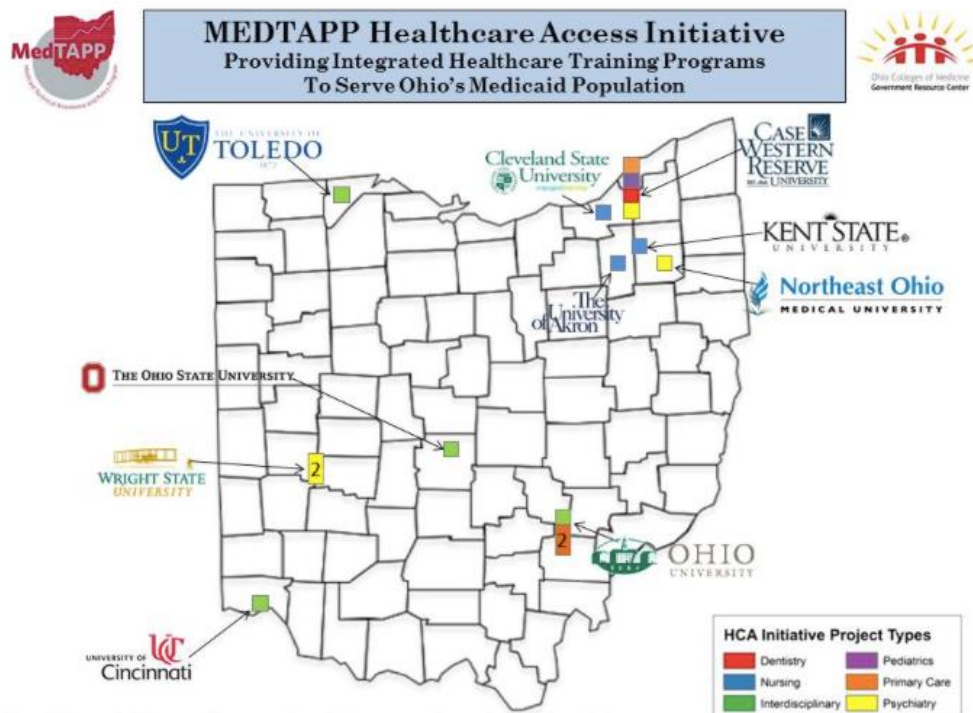 MedTAPP
MEDTAPP Healthcare Access Initiative
Providing Integrated Healthcare Training Programs
To Serve Ohio's Medicaid Population
Ohio Colleges of Medicine
Government Resource Center
UT
THE UNIVERSITY OF
TOLEDO
1872
Cleveland State
University
CASE
WESTERN
RESERVE
UNIVERSITY
KENT STATE
UNIVERSITY
Northeast Ohio
MEDICAL UNIVERSITY
The
University
of Akron
THE OHIO STATE UNIVERSITY
WRIGHT STATE
UNIVERSITY
2
2
OHIO
UNIVERSITY
UC
UNIVERSITY OF
Cincinnati
HCA Initiative Project Types
Dentistry
Pediatrics
Nursing
Primary Care
Interdisciplinary
Psychiatry